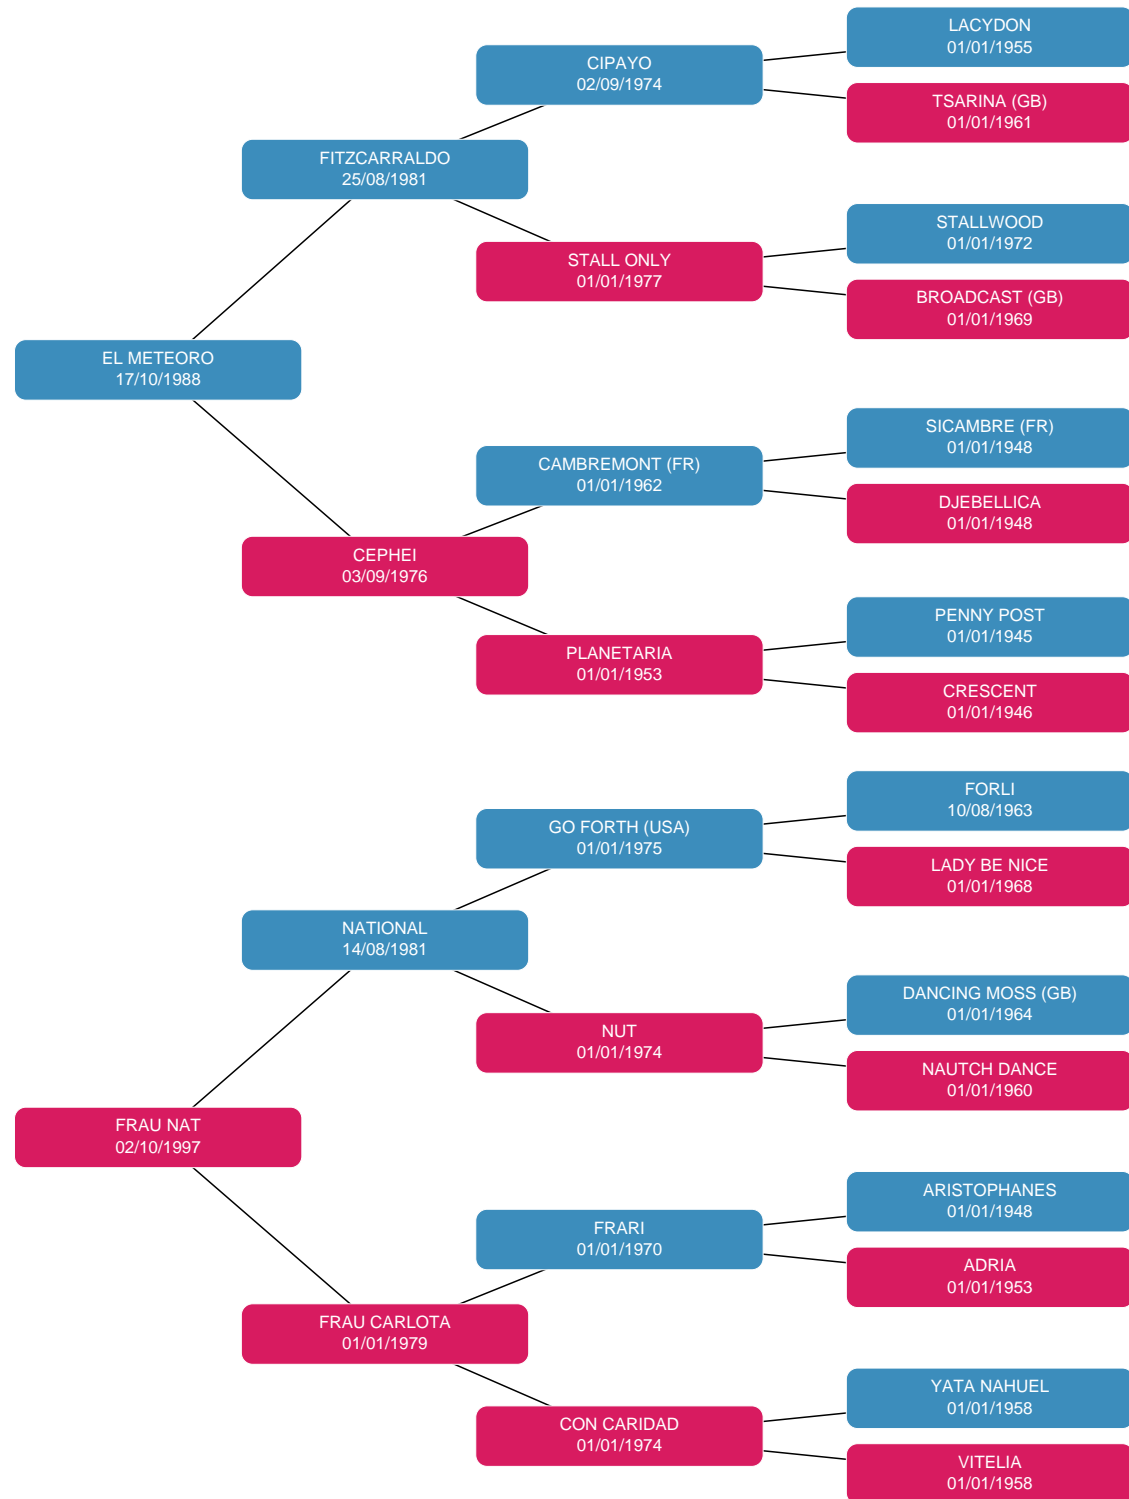 LACYDON
01/01/1955
CIPAYO
02/09/1974
TSARINA (GB)
01/01/1961
FITZCARRALDO
25/08/1981
STALLWOOD
01/01/1972
STALL ONLY
01/01/1977
BROADCAST (GB)
01/01/1969
EL METEORO
17/10/1988
SICAMBRE (FR)
01/01/1948
CAMBREMONT (FR)
01/01/1962
DJEBELLICA
01/01/1948
CEPHEI
03/09/1976
PENNY POST
01/01/1945
PLANETARIA
01/01/1953
CRESCENT
01/01/1946
FORLI
10/08/1963
GO FORTH (USA)
01/01/1975
LADY BE NICE
01/01/1968
NATIONAL
14/08/1981
DANCING MOSS (GB)
01/01/1964
NUT
01/01/1974
NAUTCH DANCE
01/01/1960
FRAU NAT
02/10/1997
ARISTOPHANES
01/01/1948
FRARI
01/01/1970
ADRIA
01/01/1953
FRAU CARLOTA
01/01/1979
YATA NAHUEL
01/01/1958
CON CARIDAD
01/01/1974
VITELIA
01/01/1958